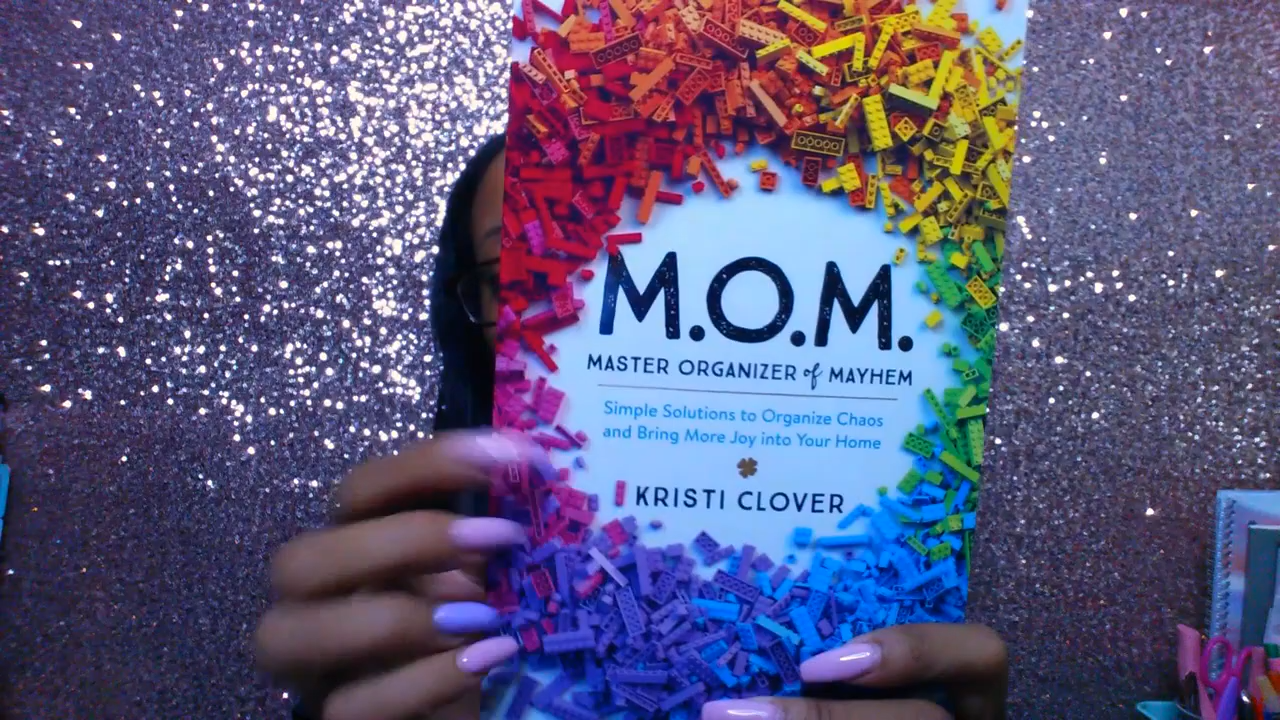 M.O.M.
MASTER ORGANIZER of MAYHEM
Simple Solutions to Organize Chaos
and Bring More Joy into Your Home
KRISTI CLOVER